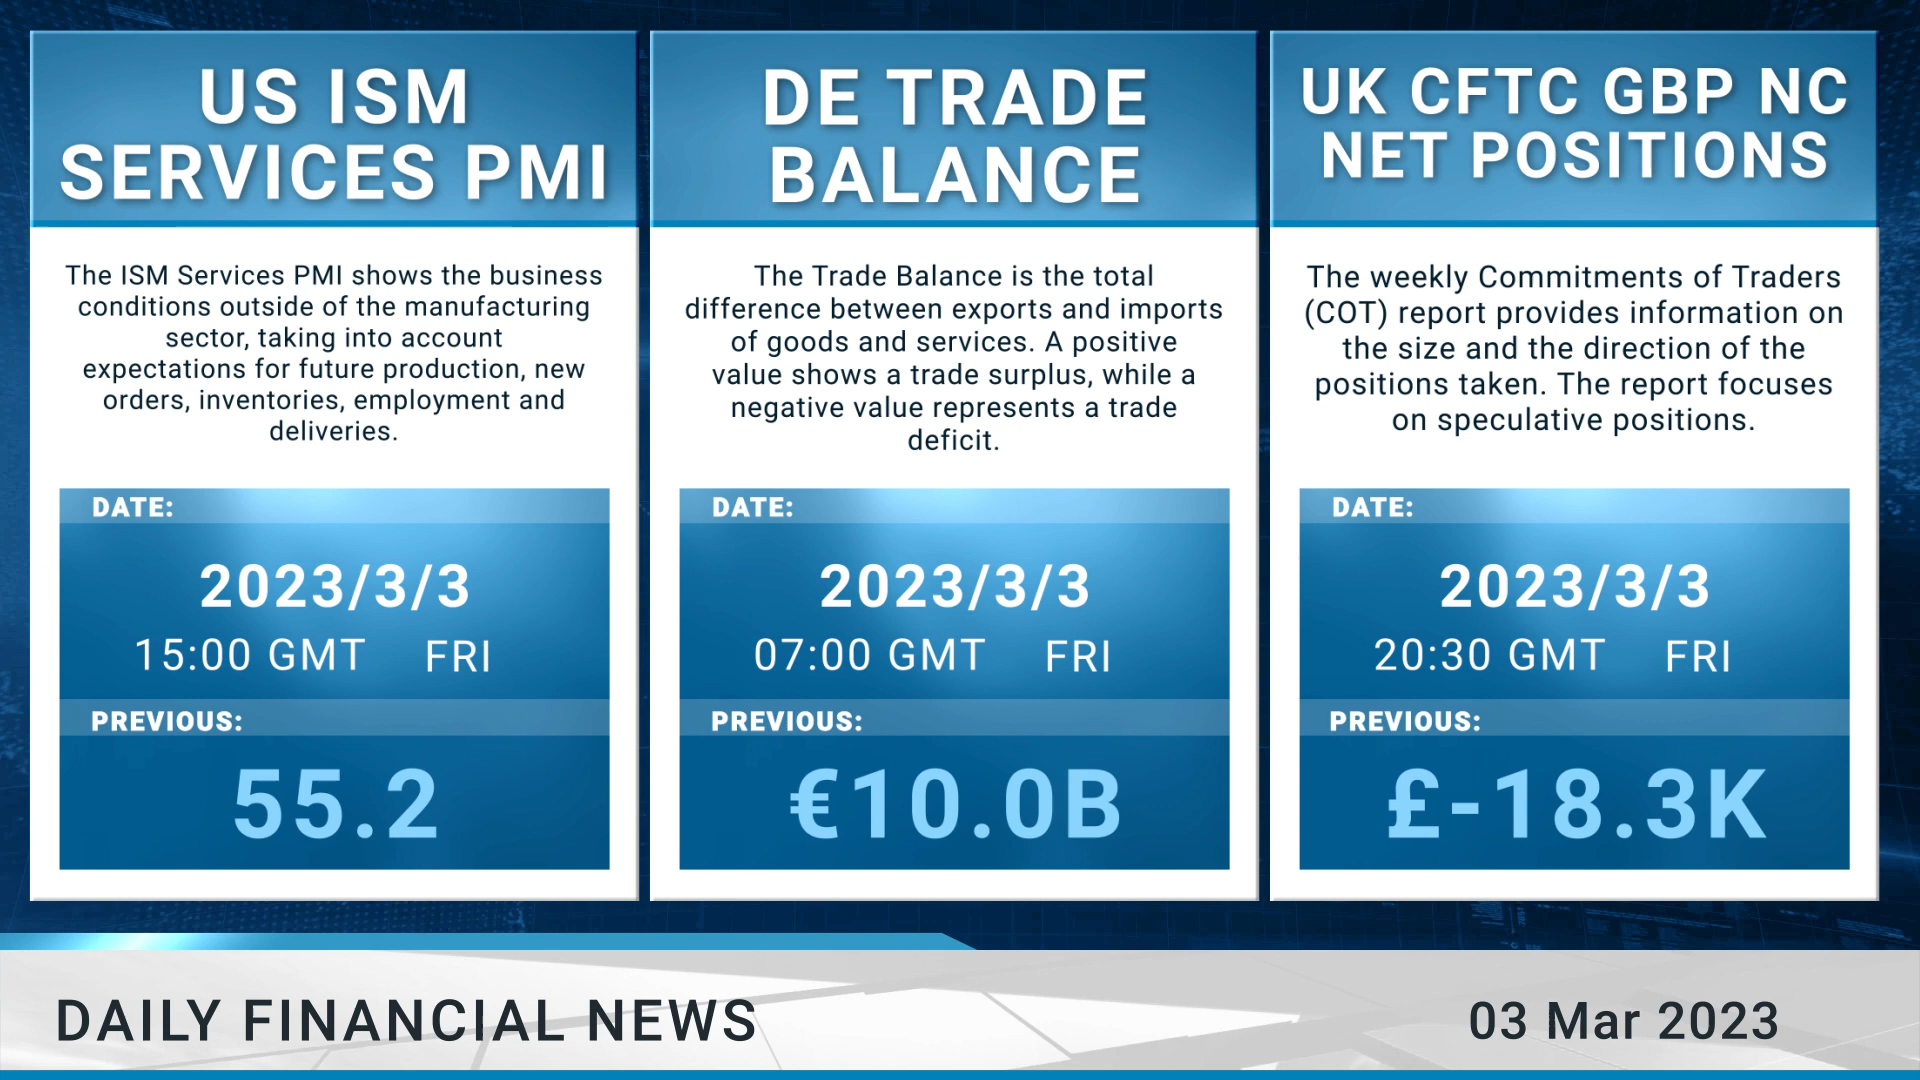 US ISM
SERVICES PMI
The ISM Services PMI shows the business
conditions outside of the manufacturing
sector, taking into account
expectations for future production, new
orders, inventories, employment and
deliveries.
DATE:
2023/3/3
15:00 GMT FRI
PREVIOUS:
55.2
DE TRADE
BALANCE
The Trade Balance is the total
difference between exports and imports
of goods and services. A positive
value shows a trade surplus, while a
negative value represents a trade
deficit.
DATE:
2023/3/3
07:00 GMT FRI
PREVIOUS:
€10.0B
UK CFTC GBP NC
NET POSITIONS
The weekly Commitments of Traders
(COT) report provides information on
the size and the direction of the
positions taken. The report focuses
on speculative positions.
DATE:
2023/3/3
20:30 GMT FRI
PREVIOUS:
£-18.3K
DAILY FINANCIAL NEWS
03 Mar 2023